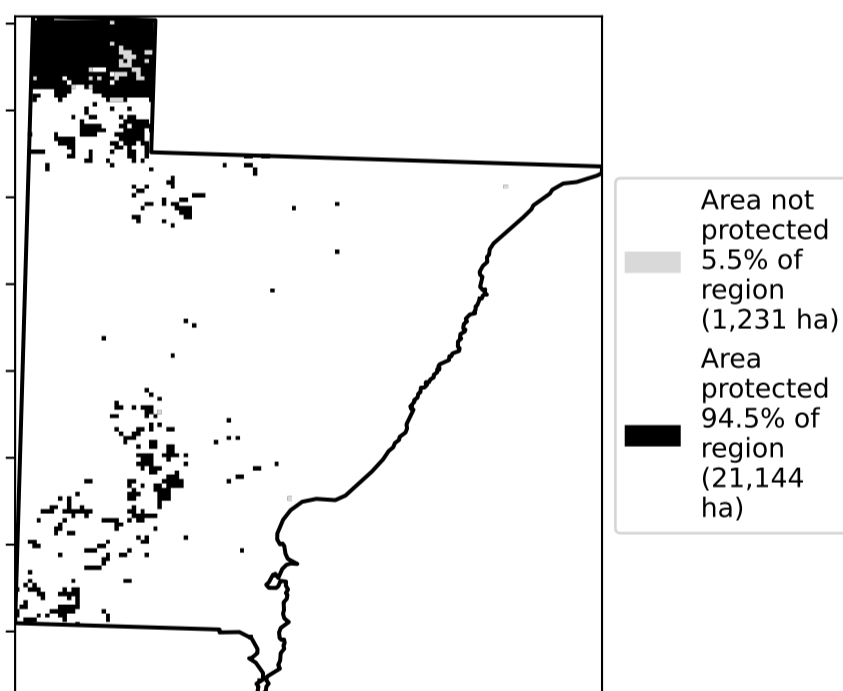 Area not
protected
5.5% of
region
(1,231 ha)
Area
protected
94.5% of
region
(21,144
ha)